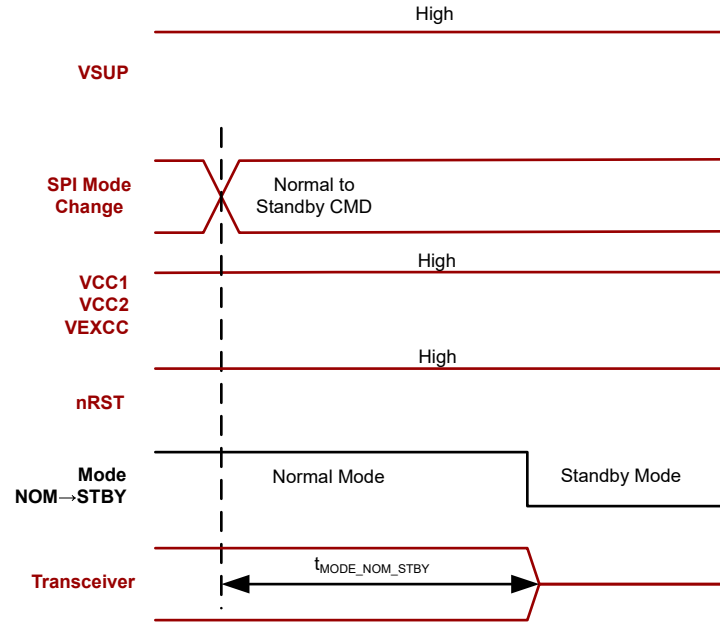 High
VSUP
SPI Mode
Change
Normal to
Standby CMD
High
VCC1
VCC2
VEXCC
High
nRST
Mode
NOM→STBY
Normal Mode
Standby Mode
Transceiver
tMODE_NOM_STBY